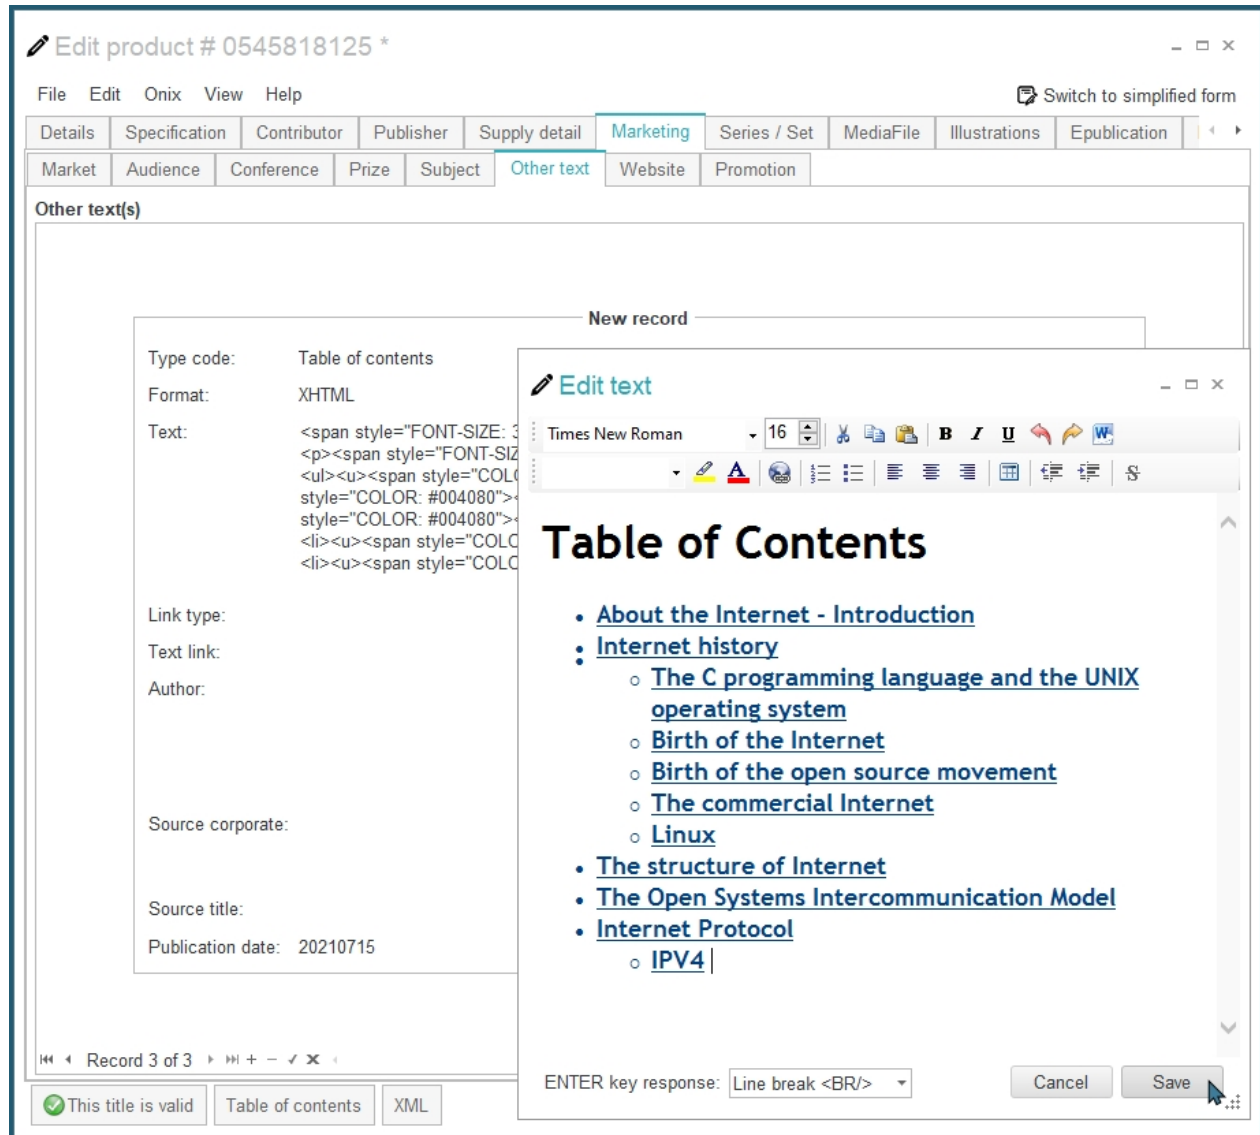 Edit product # 0545818125 *
File Edit Onix View Help
Switch to simplified form
Details Specification Contributor Publisher Supply detail Marketing Series / Set MediaFile Illustrations Epublication
Market Audience Conference Prize Subject Other text Website Promotion
Other text(s)
New record
Type code: Table of contents
Format: XHTML
Text: <span style="FONT-SIZE: 3
<p><span style="FONT-SIZ
<ul><u><span style="COL
style="COLOR: #004080"><
style="COLOR: #004080"><
<li><u><span style="COLO
<li><u><span style="COLO
Link type:
Text link:
Author:
Source corporate:
Source title:
Publication date: 20210715
Record 3 of 3
This title is valid Table of contents XML
Edit text
Times New Roman 16 B I U
A S
Table of Contents
• About the Internet - Introduction
• Internet history
•
o The C programming language and the UNIX
operating system
o Birth of the Internet
o Birth of the open source movement
o The commercial Internet
o Linux
• The structure of Internet
• The Open Systems Intercommunication Model
• Internet Protocol
o IPV4
ENTER key response: Line break <BR/>
Cancel Save